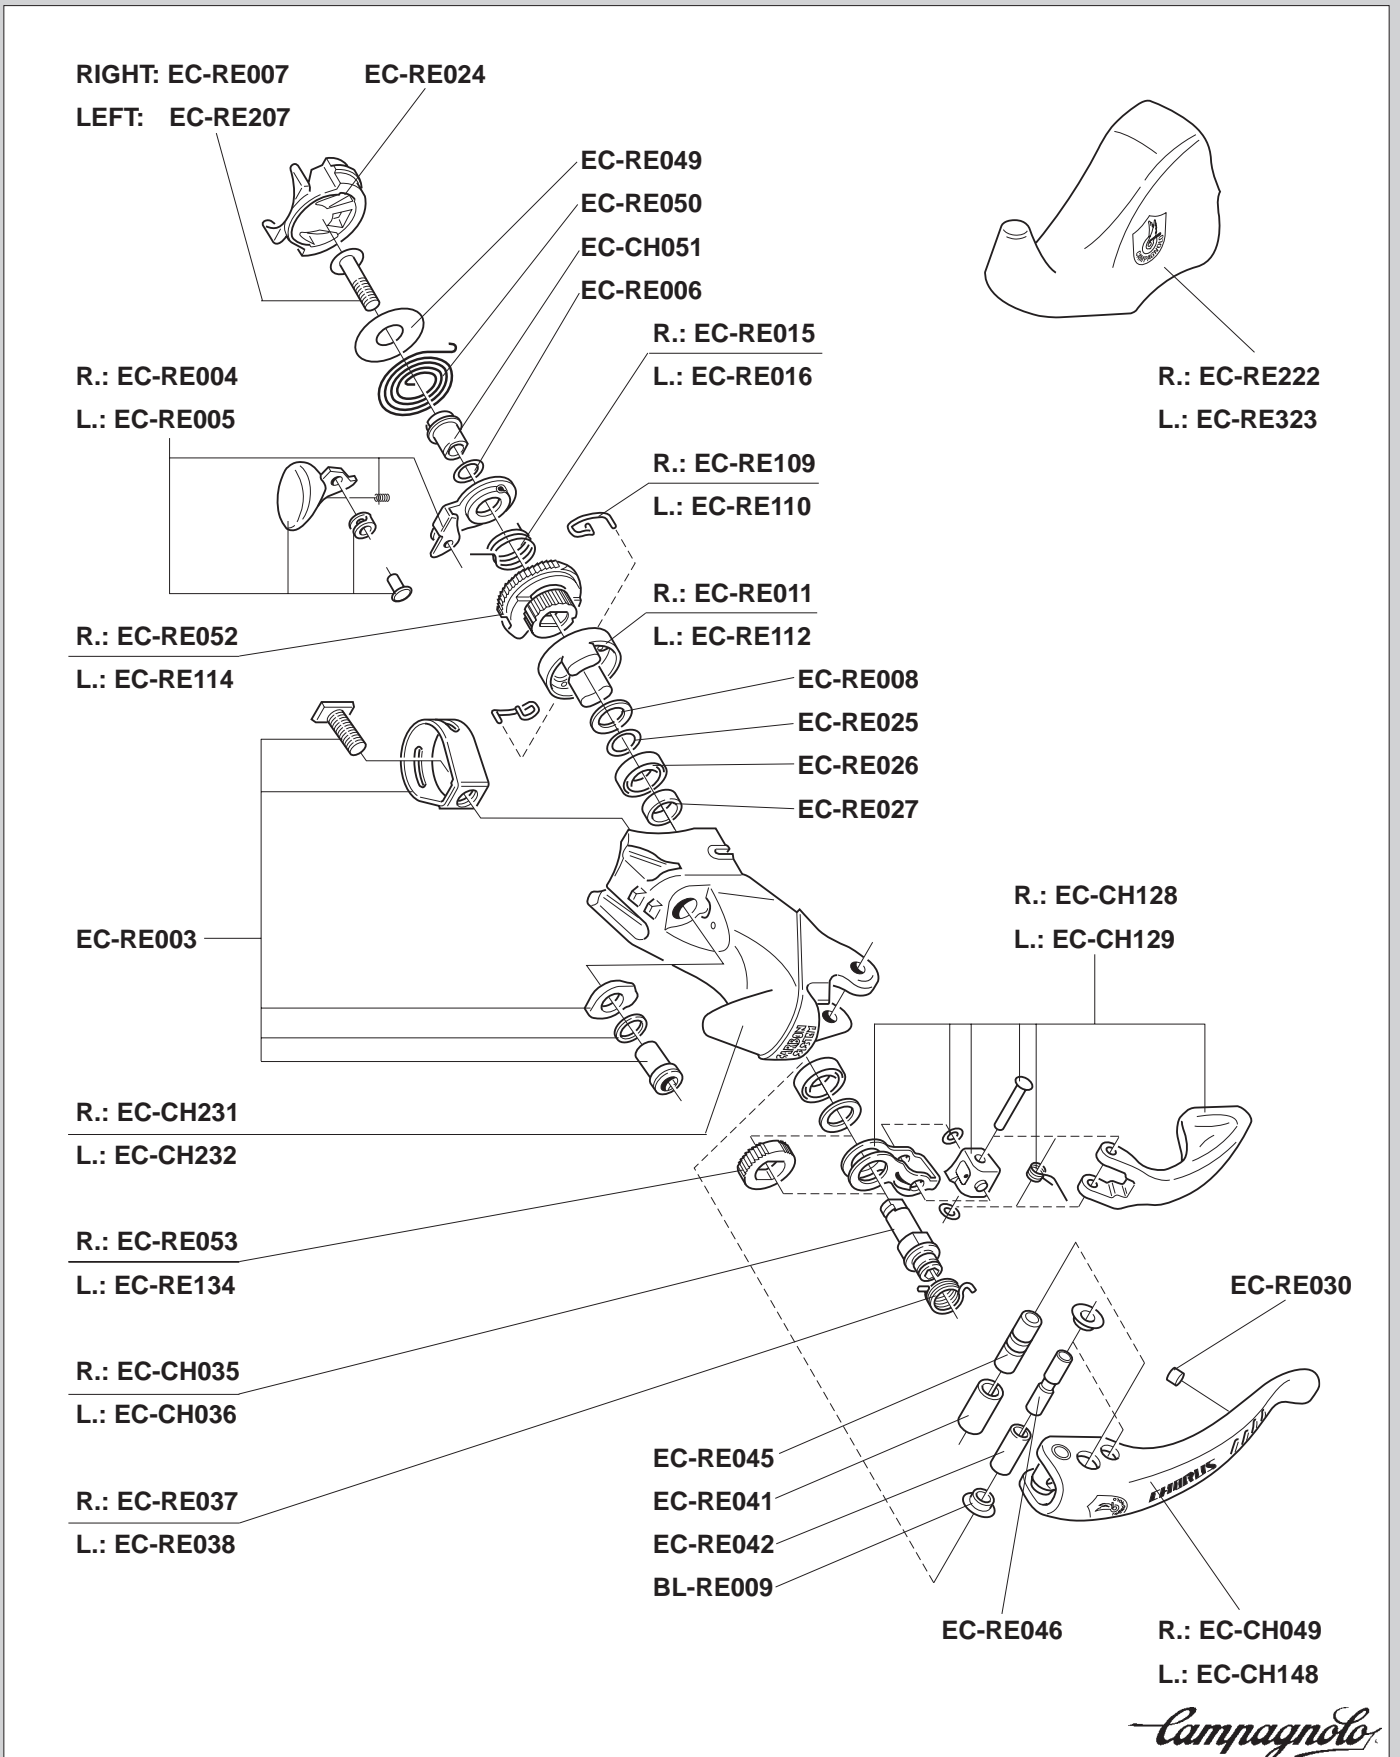 RIGHT: EC-RE007
EC-RE024
LEFT: EC-RE207
EC-RE049
EC-RE050
EC-CH051
EC-RE006
R.: EC-RE015
L.: EC-RE016
R.: EC-RE004
L.: EC-RE005
R.: EC-RE222
L.: EC-RE323
R.: EC-RE109
L.: EC-RE110
R.: EC-RE011
L.: EC-RE112
R.: EC-RE052
L.: EC-RE114
EC-RE008
EC-RE025
EC-RE026
EC-RE027
R.: EC-CH128
L.: EC-CH129
EC-RE003
CARBON
R.: EC-CH231
L.: EC-CH232
R.: EC-RE053
L.: EC-RE134
EC-RE030
R.: EC-CH035
L.: EC-CH036
EC-RE045
EC-RE041
EC-RE042
BL-RE009
R.: EC-RE037
L.: EC-RE038
CHORUS
EC-RE046
R.: EC-CH049
L.: EC-CH148
Campagnolo